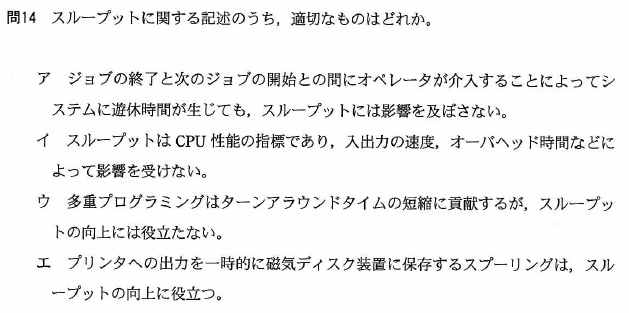 問14 スループットに関する記述のうち，適切なものはどれか。
ア ジョブの終了と次のジョブの開始との間にオペレータが介入することによってシ
ステムに遊休時間が生じても，スループットには影響を及ぼさない。
イ スループットは CPU 性能の指標であり，入出力の速度，オーバヘッド時間などに
よって影響を受けない。
ウ 多重プログラミングはターンアラウンドタイムの短縮に貢献するが，スループッ
トの向上には役立たない。
エ プリンタへの出力を一時的に磁気ディスク装置に保存するスプーリングは，スル
ープットの向上に役立つ。